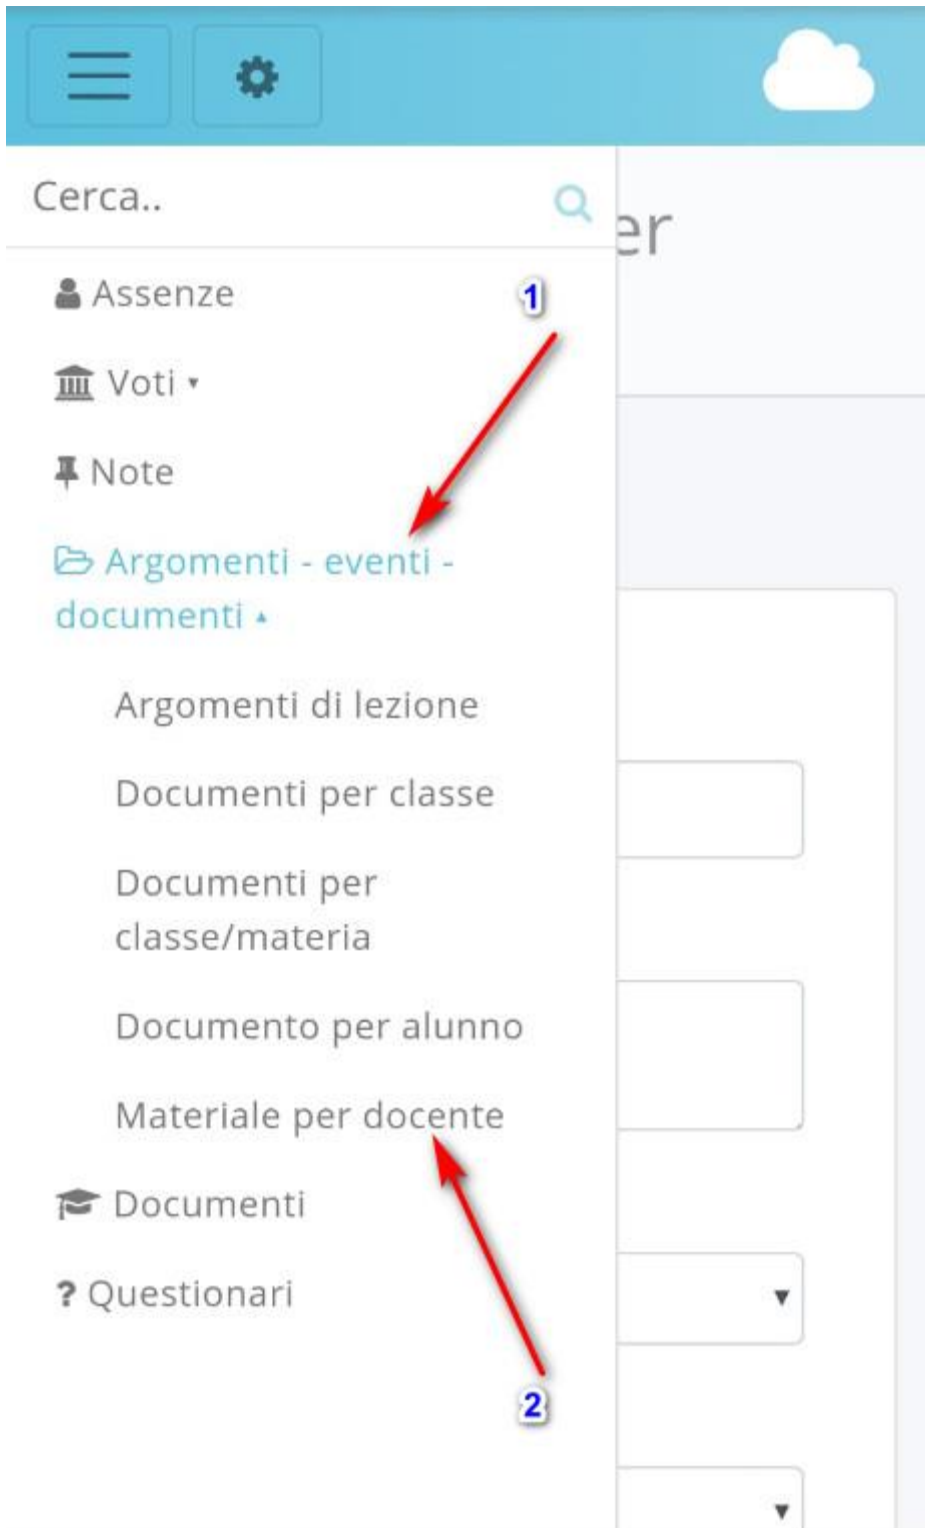 Cerca..
er
Assenze
1
Voti
Note
Argomenti - eventi -
documenti
Argomenti di lezione
Documenti per classe
Documenti per
classe/materia
Documento per alunno
Materiale per docente
Documenti
? Questionari
2